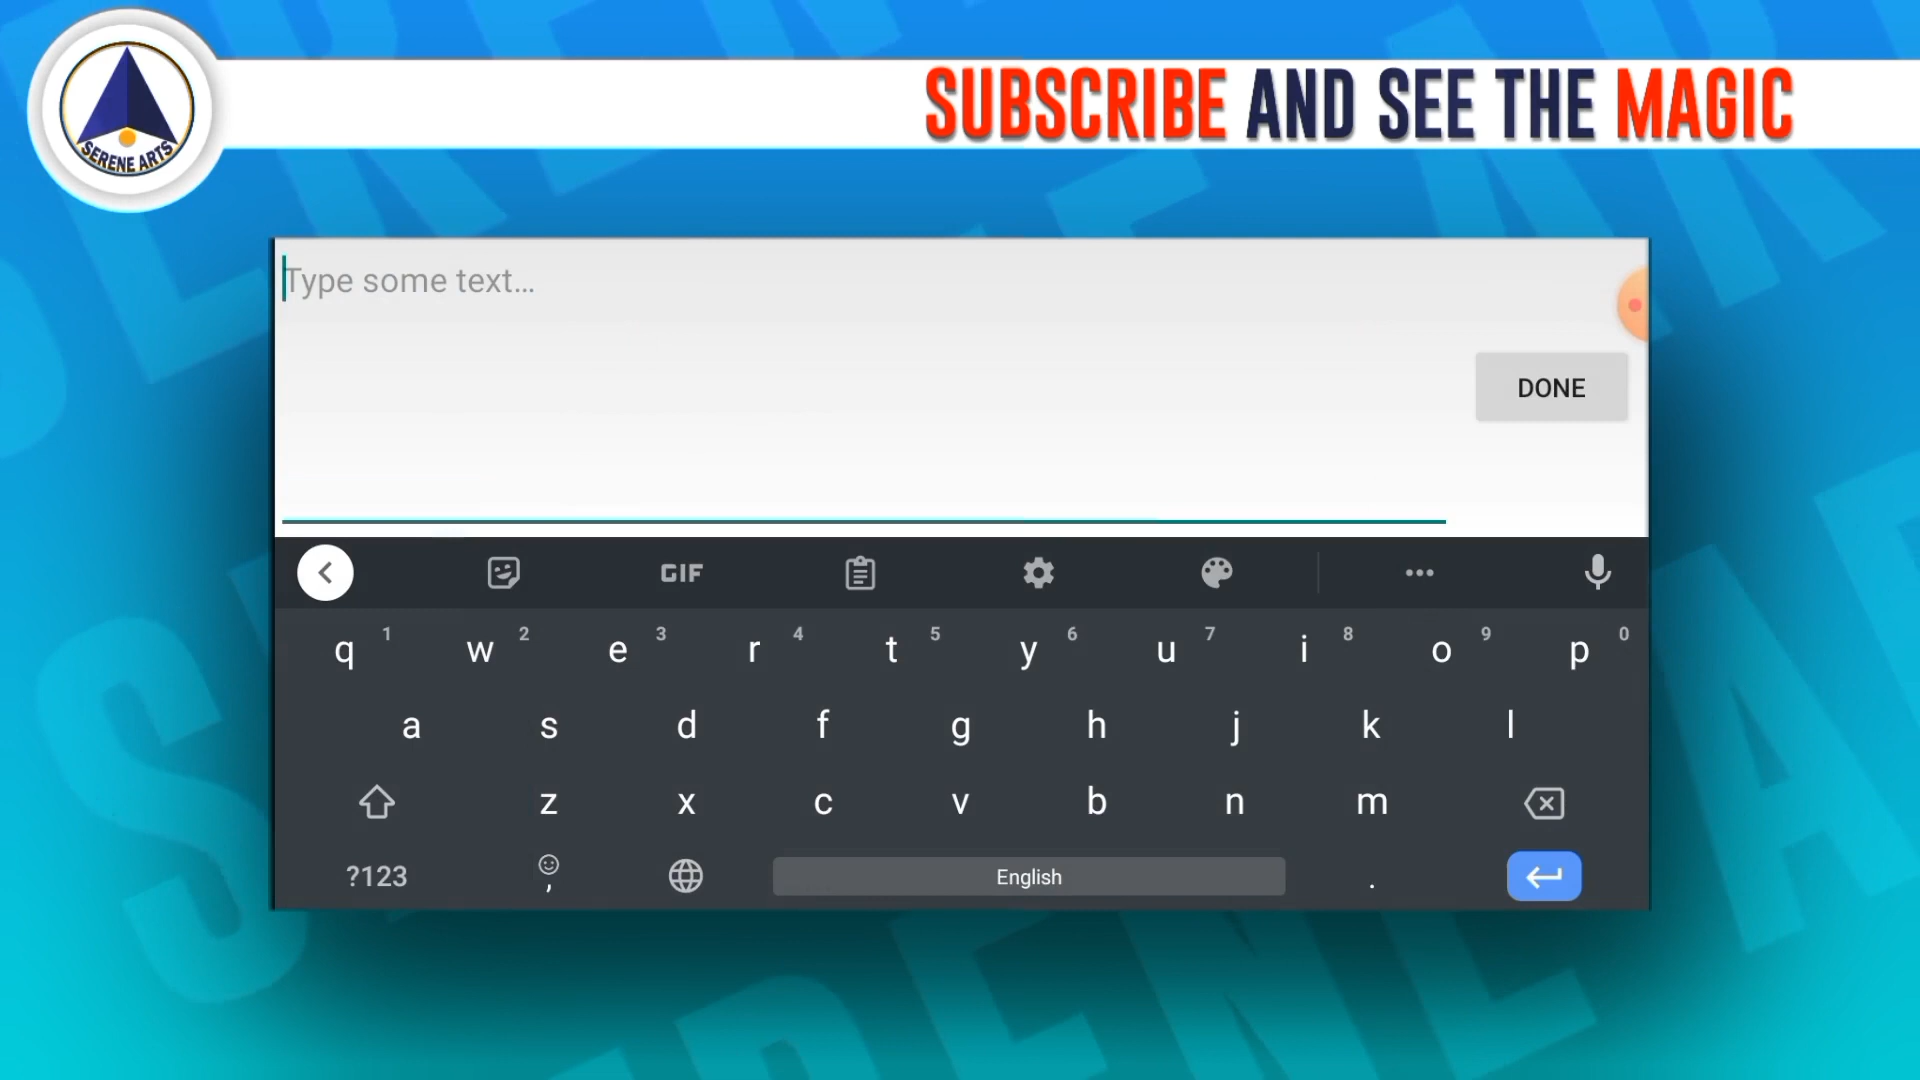 SUBSCRIBE AND SEE THE MAGIC
SERENE ARTS
Type some text...
DONE
GIF
q 1 w 2 e 3 r 4 t 5 y 6 u 7 i 8 o 9 p 0
a s d f g h j k l
z x c v b n m
?123 , English .